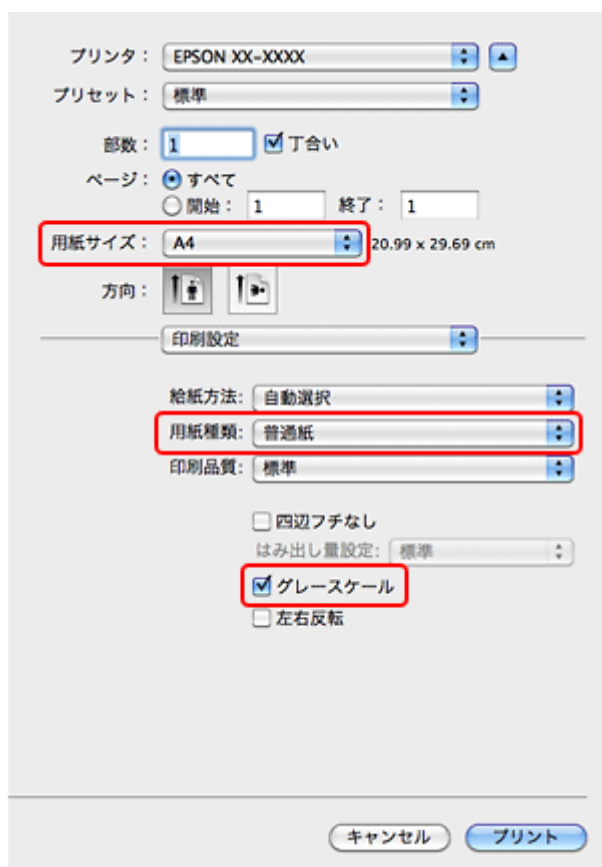 プリンタ： EPSON XX-XXXX
プリセット： 標準
部数： 1 丁合い
ページ： すべて
開始： 1 終了： 1
用紙サイズ： A4 20.99 x 29.69 cm
方向：
印刷設定
給紙方法: 自動選択
用紙種類: 普通紙
印刷品質: 標準
四辺フチなし
はみ出し量設定: 標準
グレースケール
左右反転
キャンセル プリント